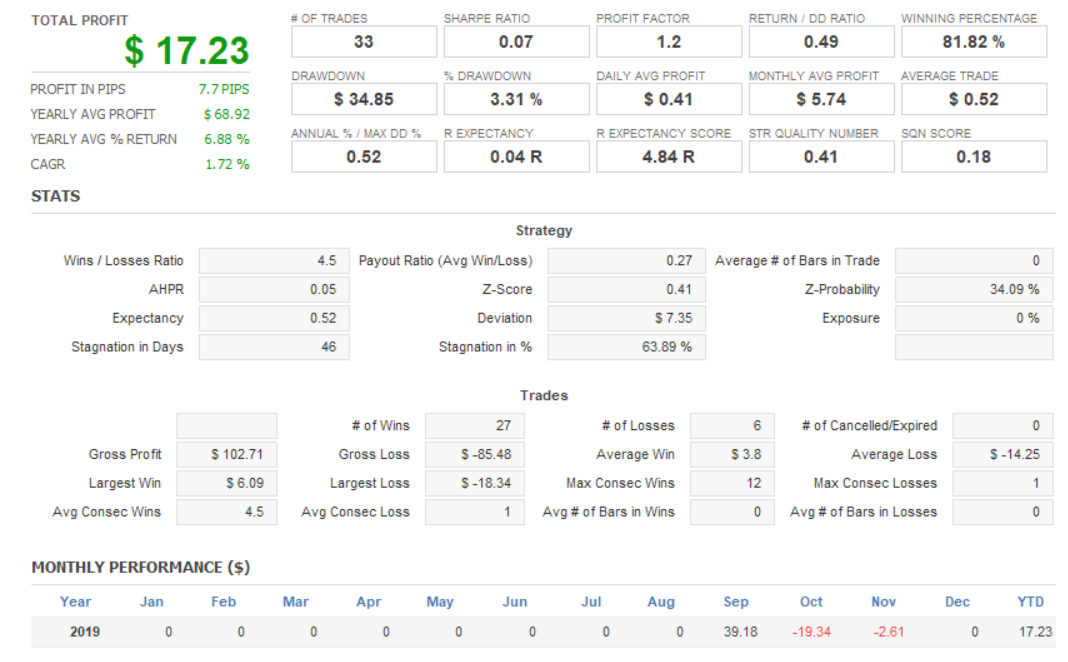 TOTAL PROFIT
$ 17.23
PROFIT IN PIPS 7.7 PIPS
YEARLY AVG PROFIT $ 68.92
YEARLY AVG % RETURN 6.88 %
CAGR 1.72 %
# OF TRADES SHARPE RATIO PROFIT FACTOR RETURN / DD RATIO WINNING PERCENTAGE
33 0.07 1.2 0.49 81.82 %
DRAWDOWN % DRAWDOWN DAILY AVG PROFIT MONTHLY AVG PROFIT AVERAGE TRADE
$ 34.85 3.31 % $ 0.41 $ 5.74 $ 0.52
ANNUAL % / MAX DD % R EXPECTANCY R EXPECTANCY SCORE STR QUALITY NUMBER SQN SCORE
0.52 0.04 R 4.84 R 0.41 0.18
STATS
Strategy
Wins / Losses Ratio 4.5 Payout Ratio (Avg Win/Loss) 0.27 Average # of Bars in Trade 0
AHPR 0.05 Z-Score 0.41 Z-Probability 34.09 %
Expectancy 0.52 Deviation $ 7.35 Exposure 0 %
Stagnation in Days 46 Stagnation in % 63.89 %
Trades
# of Wins 27 # of Losses 6 # of Cancelled/Expired 0
Gross Profit $ 102.71 Gross Loss $ -85.48 Average Win $ 3.8 Average Loss $ -14.25
Largest Win $ 6.09 Largest Loss $ -18.34 Max Consec Wins 12 Max Consec Losses 1
Avg Consec Wins 4.5 Avg Consec Loss 1 Avg # of Bars in Wins 0 Avg # of Bars in Losses 0
MONTHLY PERFORMANCE ($)
Year Jan Feb Mar Apr May Jun Jul Aug Sep Oct Nov Dec YTD
2019 0 0 0 0 0 0 0 0 39.18 -19.34 -2.61 0 17.23